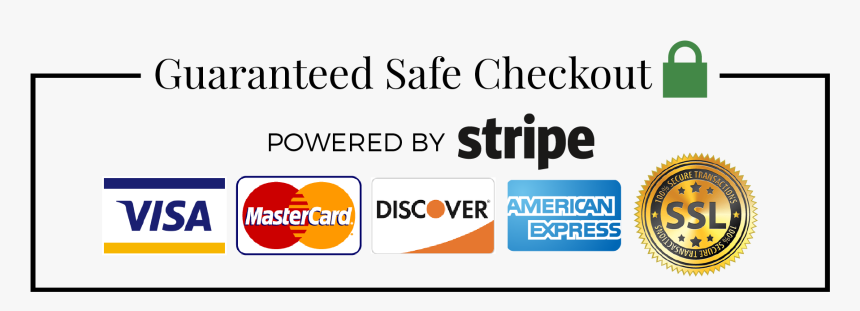 Guaranteed Safe Checkout
POWERED BY stripe
VISA
MasterCard
DISCOVER
AMERICAN
EXPRESS
100% SECURE TRANSACTIONS
SSL
100% SECURE TRANSACTIONS